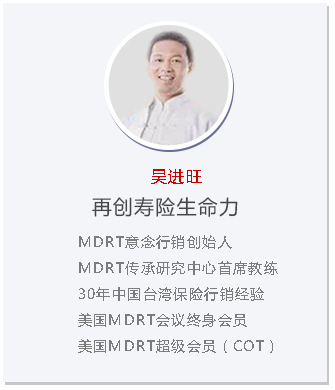 吴进旺
再创寿险生命力
MDRT意念行销创始人
MDRT传承研究中心首席教练
30年中国台湾保险行销经验
美国MDRT会议终身会员
美国MDRT超级会员（COT）